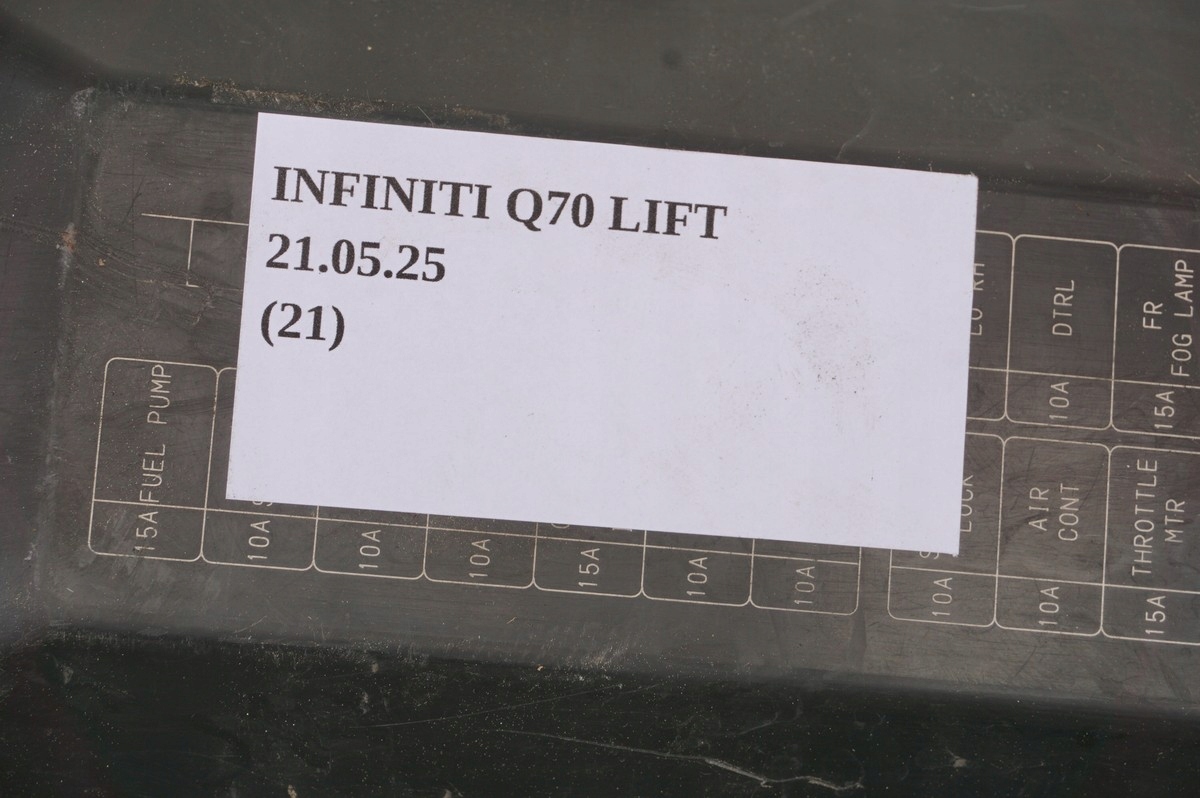 INFINITI Q70 LIFT
21.05.25
(21)
RH
DTRL
10A
FR
FOG LAMP
15A
FUEL PUMP
15A
10A
10A
10A
15A
10A
10A
10A
AIR
CONT
10A
THROTTLE
MTR
15A